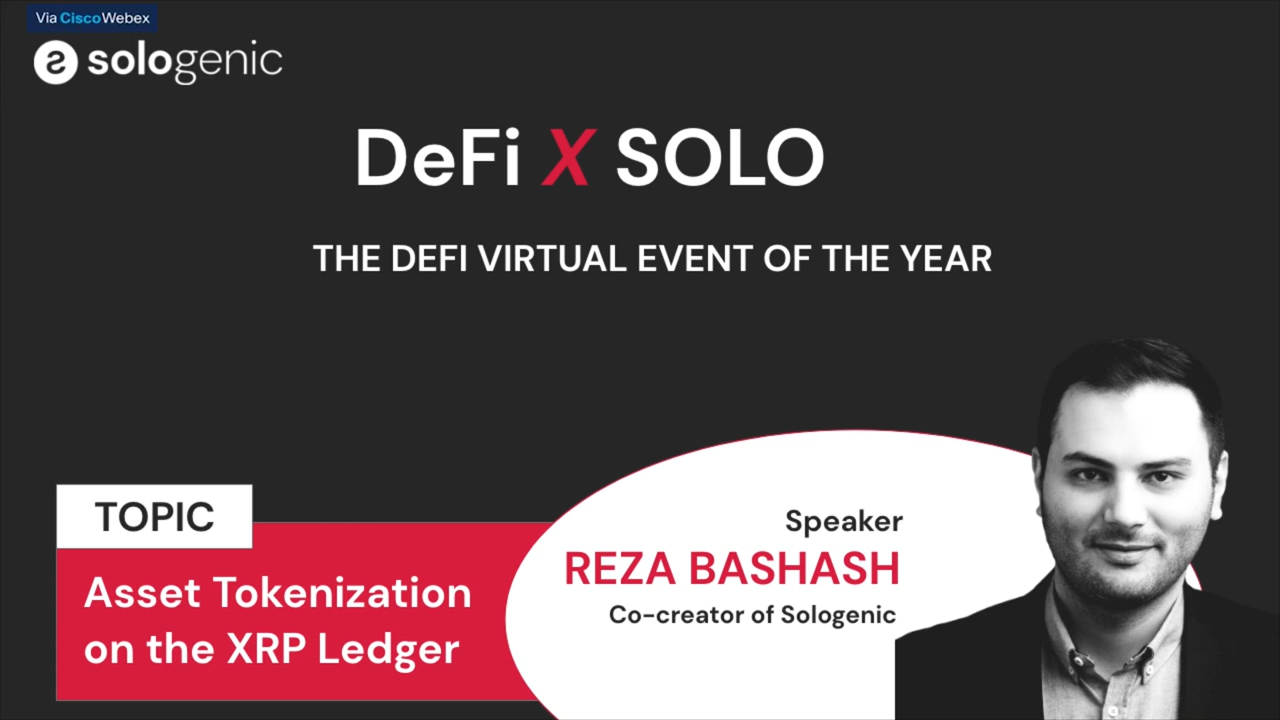 Via CiscoWebex
sologenic
DeFi X SOLO
THE DEFI VIRTUAL EVENT OF THE YEAR
TOPIC
Asset Tokenization
on the XRP Ledger
Speaker
REZA BASHASH
Co-creator of Sologenic